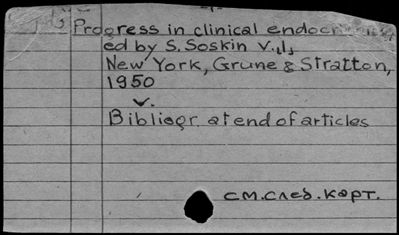 Progress in clinical endocr
ed by S. Soskin V.1,
New York, Grune & Stratton,
1950
v.
Bibliogr. at end of articles
см. след. карт.